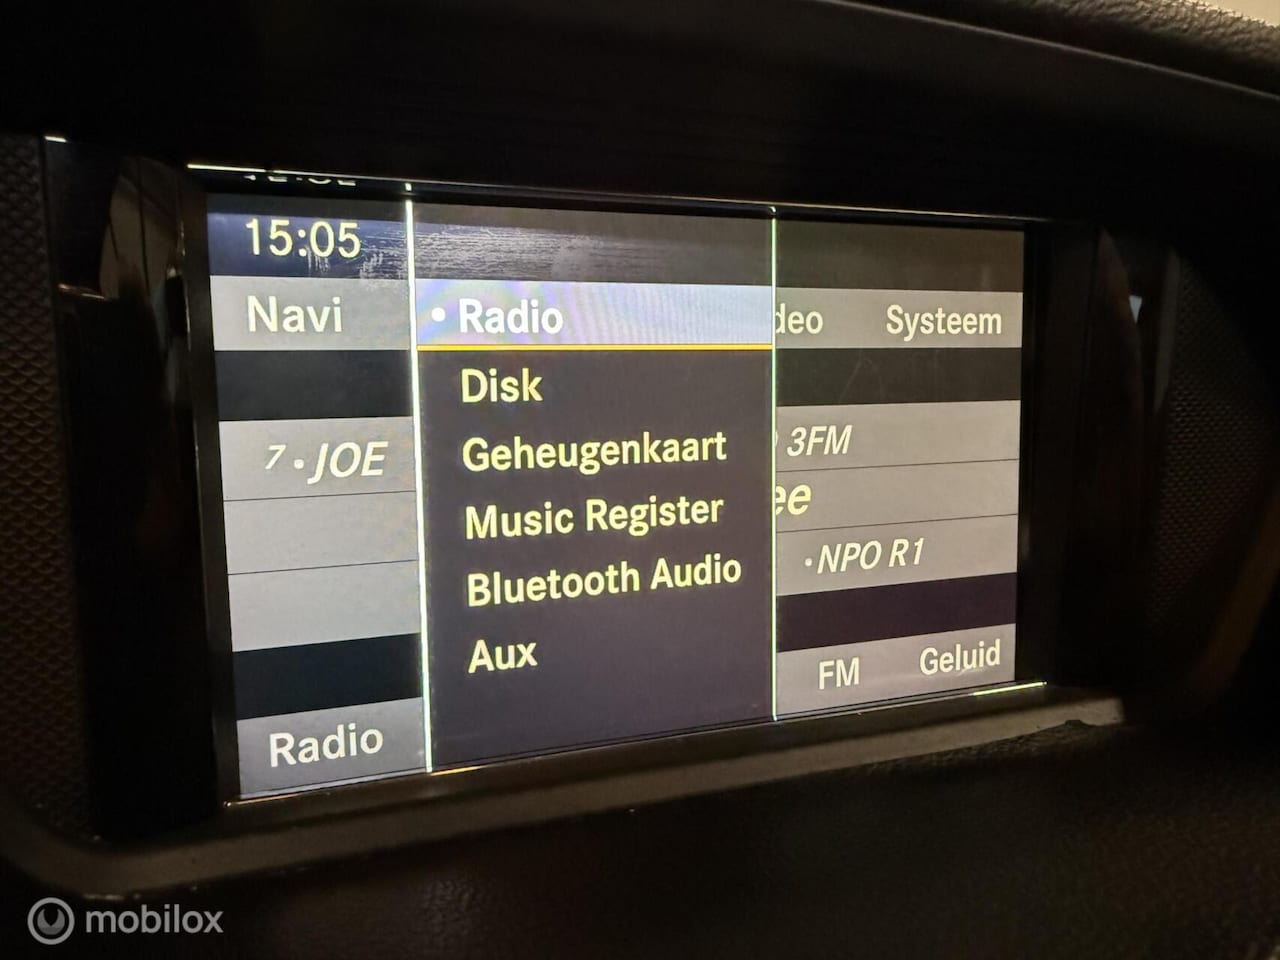 15:05
Navi
• Radio
deo
Systeem
Disk
Geheugenkaart
Music Register
Bluetooth Audio
Aux
7 • JOE
3FM
ee
• NPO R1
Radio
FM
Geluid
mobilox